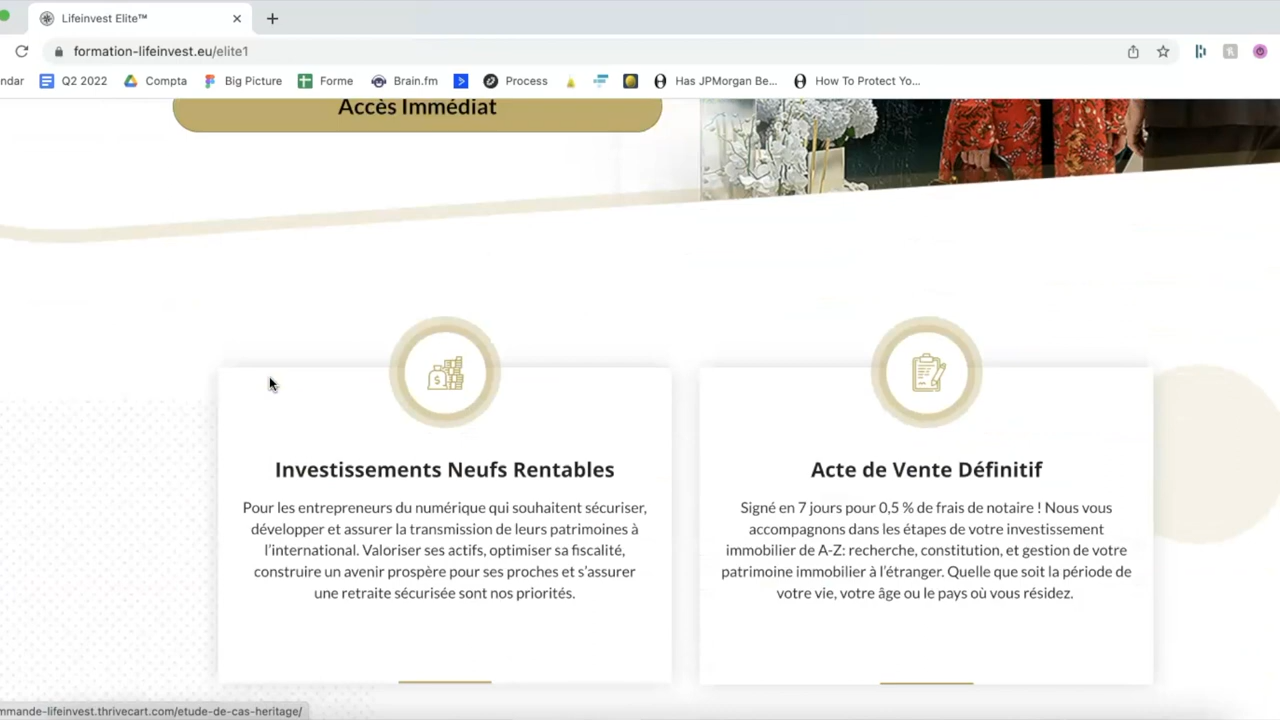 Lifeinvest Elite™
formation-lifeinvest.eu/elite1
ndar Q2 2022 Compta Big Picture Forme Brain.fm Process Has JPMorgan Be... How To Protect Yo...
Accès Immédiat
Investissements Neufs Rentables
Pour les entrepreneurs du numérique qui souhaitent sécuriser,
développer et assurer la transmission de leurs patrimoines à
l'international. Valoriser ses actifs, optimiser sa fiscalité,
construire un avenir prospère pour ses proches et s'assurer
une retraite sécurisée sont nos priorités.
Acte de Vente Définitif
Signé en 7 jours pour 0,5 % de frais de notaire ! Nous vous
accompagnons dans les étapes de votre investissement
immobilier de A-Z: recherche, constitution, et gestion de votre
patrimoine immobilier à l'étranger. Quelle que soit la période de
votre vie, votre âge ou le pays où vous résidez.
mmande-lifeinvest.thrivecart.com/etude-de-cas-heritage/